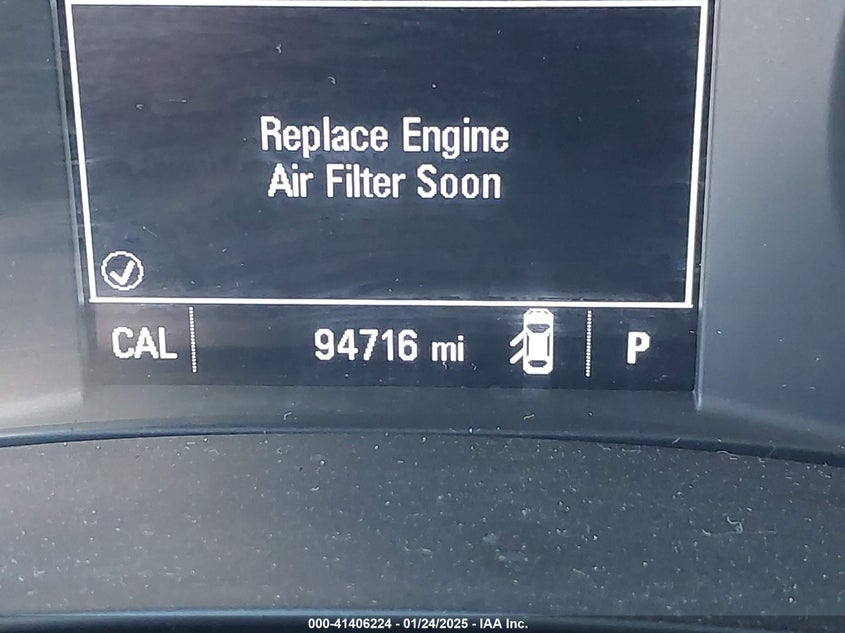 Replace Engine
Air Filter Soon
CAL 94716 mi P
000-41406224 - 01/24/2025 - IAA Inc.